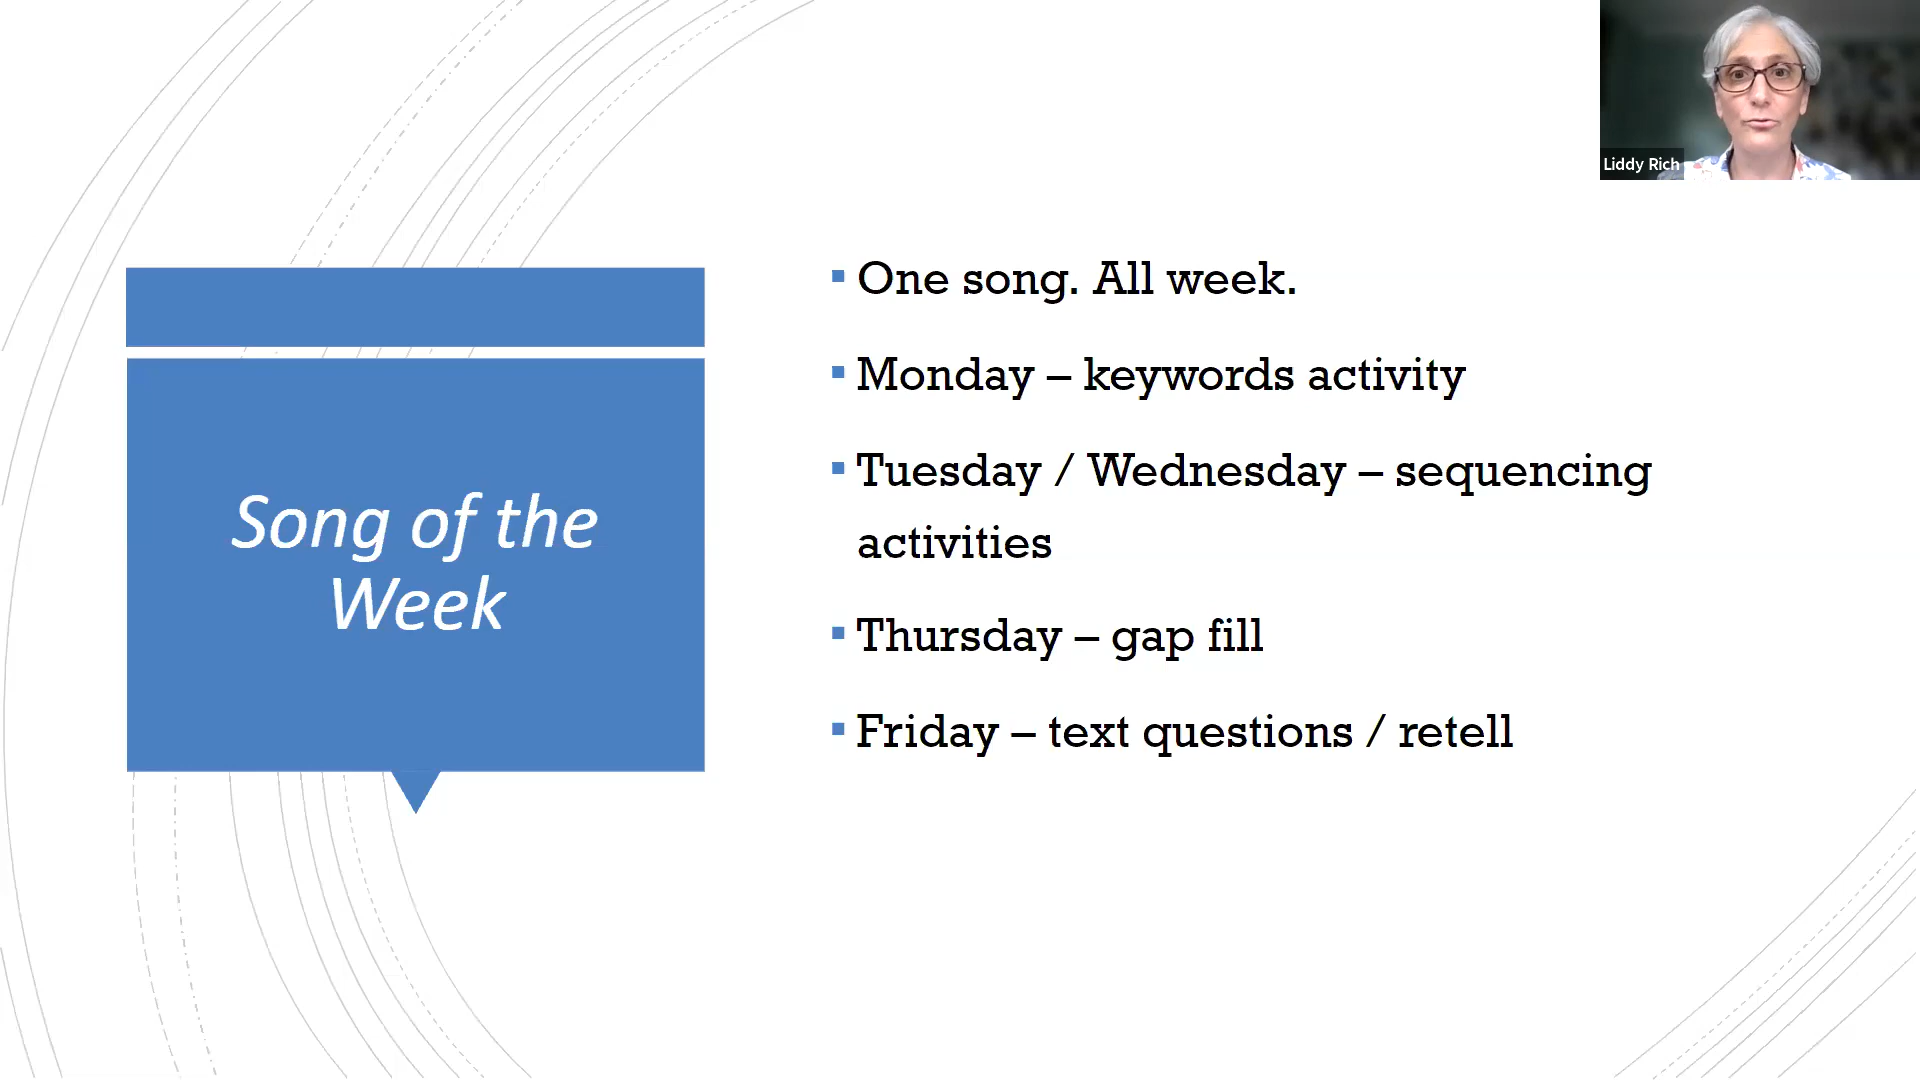 Liddy Rich
Song of the
Week
One song. All week.
Monday – keywords activity
Tuesday / Wednesday – sequencing
activities
Thursday – gap fill
Friday – text questions / retell